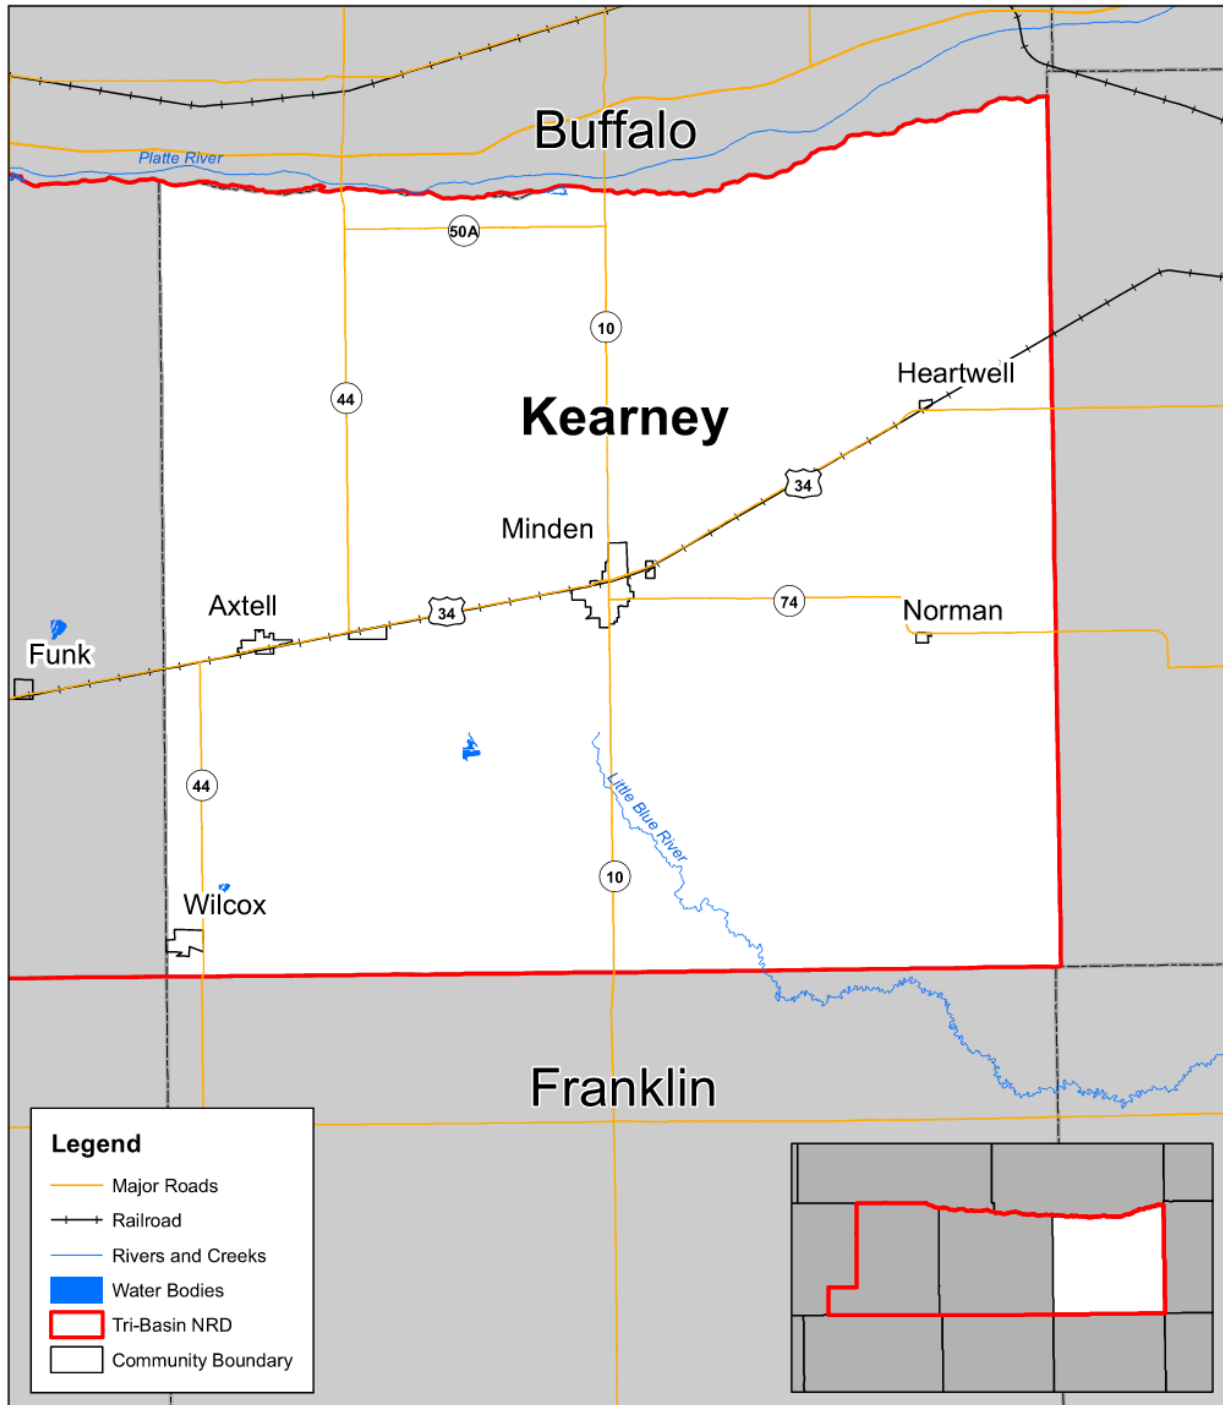 Buffalo
Platte River
50A
10
Heartwell
44
Kearney
34
Minden
74
Axtell
34
Norman
Funk
44
Little Blue River
10
Wilcox
Franklin
Legend
Major Roads
Railroad
Rivers and Creeks
Water Bodies
Tri-Basin NRD
Community Boundary